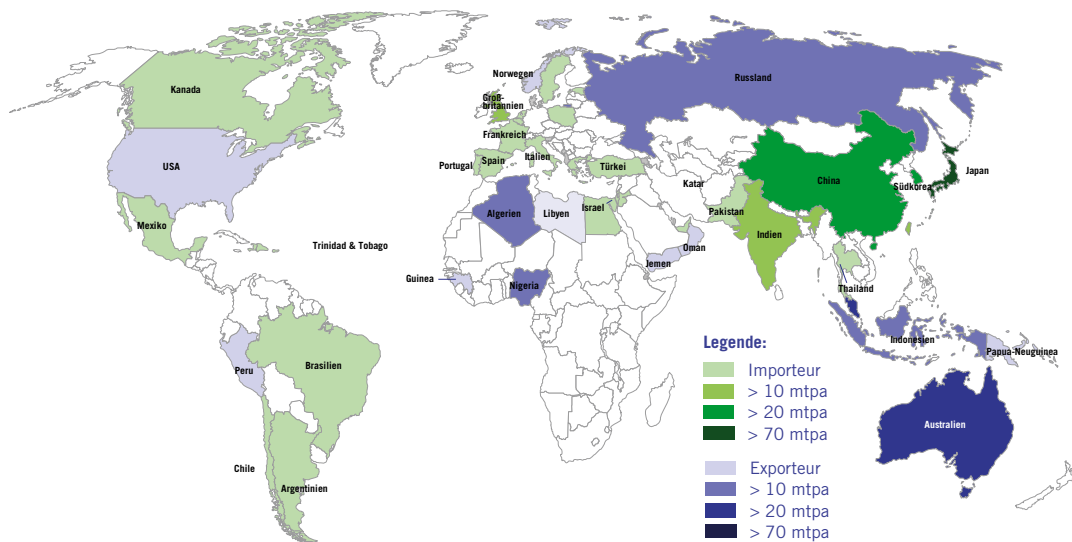 Kanada
USA
Mexiko
Trinidad & Tobago
Peru
Brasilien
Chile
Argentinien
Norwegen
Groß-
britannien
Frankreich
Portugal
Spain
Italien
Türkei
Russland
Algerien
Libyen
Israel
Katar
Pakistan
China
Südkorea
Japan
Indien
Oman
Jemen
Guinea
Nigeria
Thailand
Indonesien
Papua-Neuguinea
Australien
Legende:
Importeur
> 10 mtpa
> 20 mtpa
> 70 mtpa
Exporteur
> 10 mtpa
> 20 mtpa
> 70 mtpa